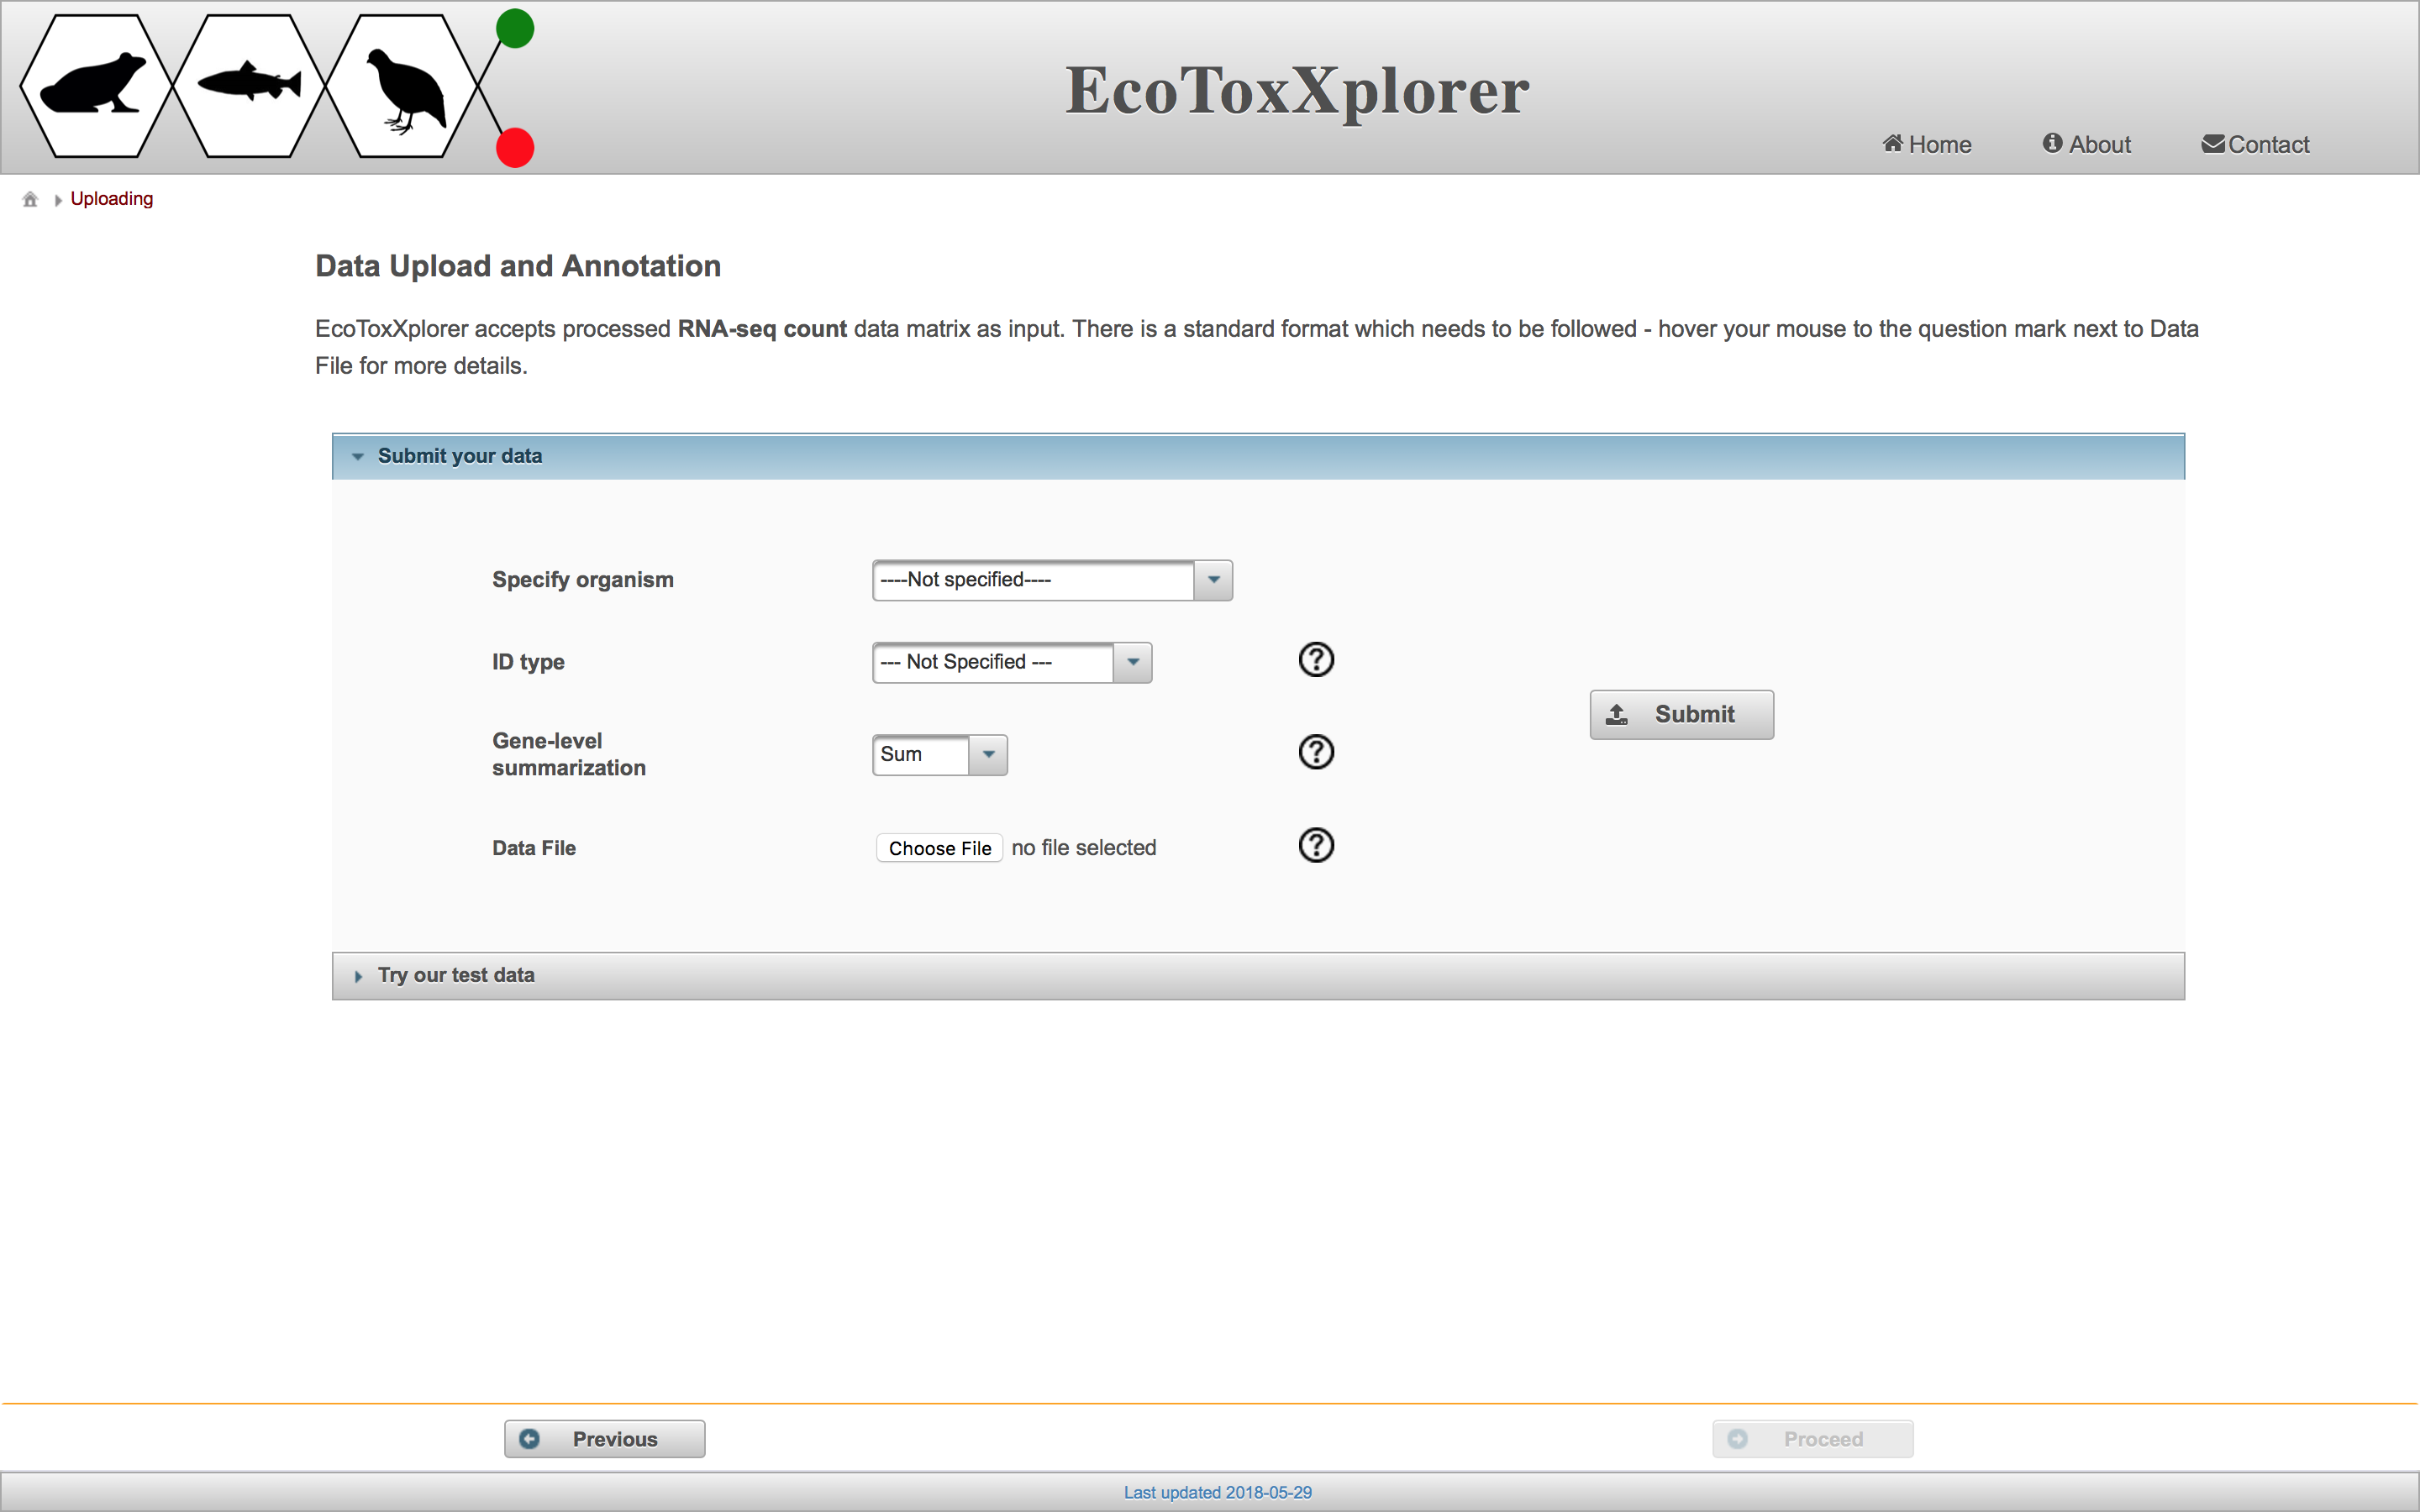 EcoToxXplorer
Home About Contact
Uploading
Data Upload and Annotation
EcoToxXplorer accepts processed RNA-seq count data matrix as input. There is a standard format which needs to be followed - hover your mouse to the question mark next to Data
File for more details.
Submit your data
Specify organism ----Not specified----
ID type --- Not Specified --- ?
Submit
Gene-level
summarization Sum ?
Data File Choose File no file selected ?
Try our test data
Previous Proceed
Last updated 2018-05-29